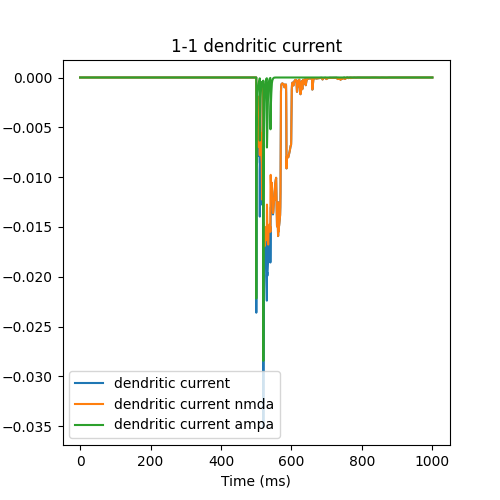 1-1 dendritic current
0.000
−0.005
−0.010
−0.015
−0.020
−0.025
−0.030
−0.035
dendritic current
dendritic current nmda
dendritic current ampa
0 200 400 600 800 1000
Time (ms)